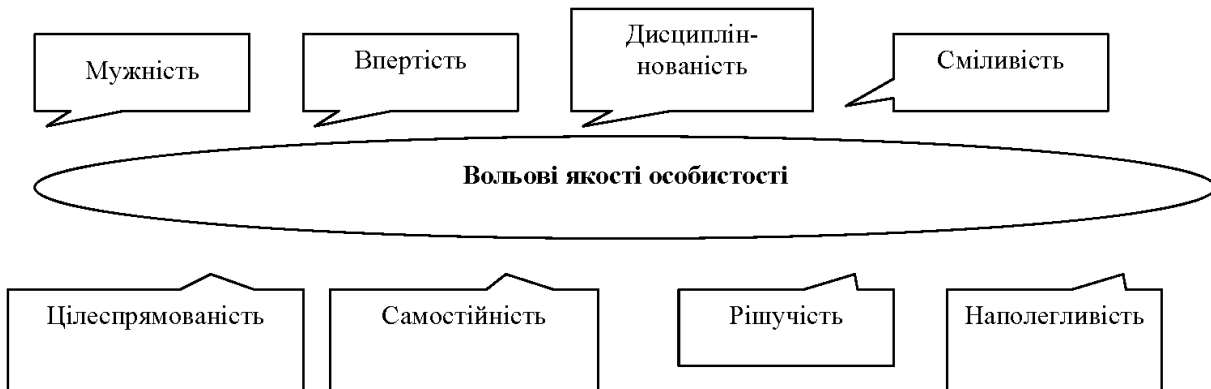 Мужність
Впертість
Дисциплін-
нованість
Сміливість
Вольові якості особистості
Цілеспрямованість
Самостійність
Рішучість
Наполегливість